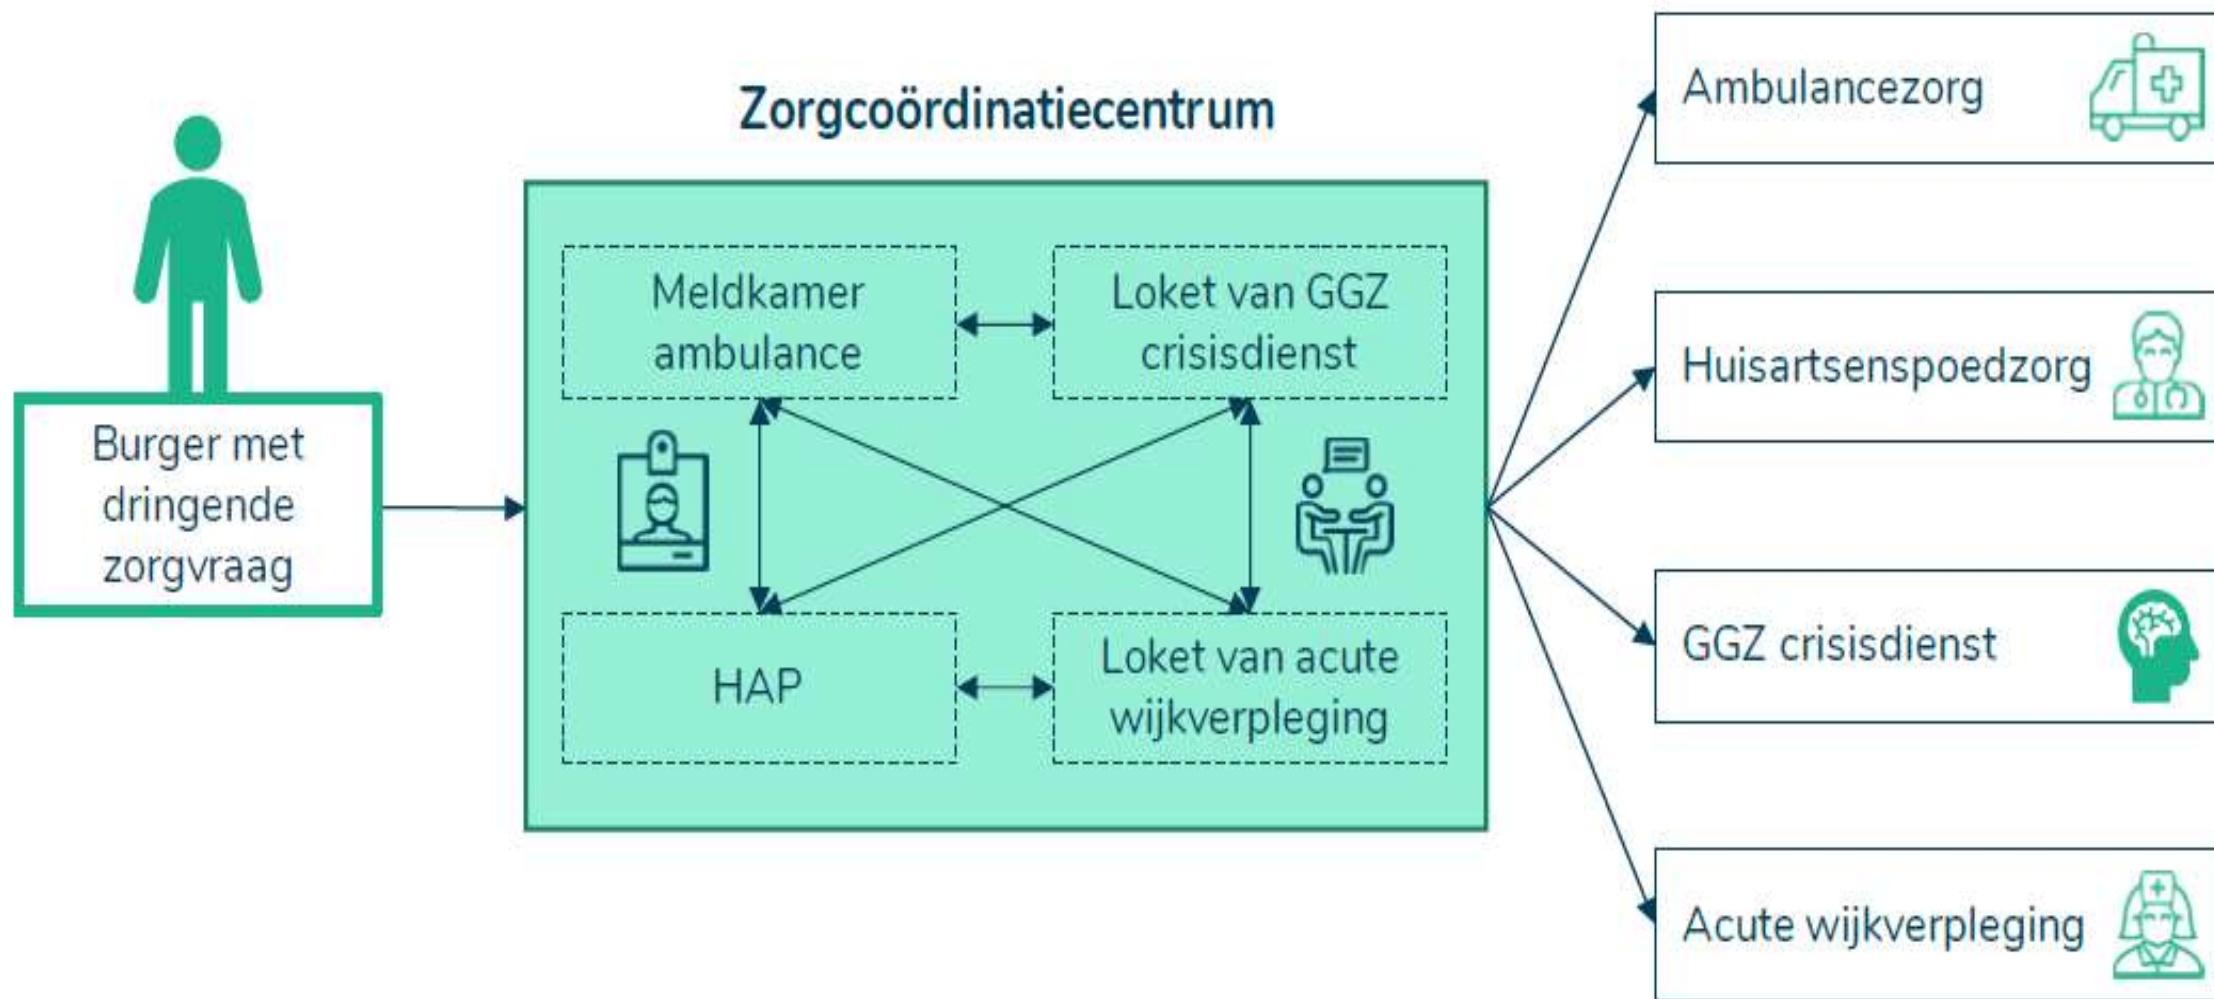 Zorgcoördinatiecentrum
Burger met
dringende
zorgvraag
Meldkamer
ambulance
Loket van GGZ
crisisdienst
HAP
Loket van acute
wijkverpleging
Ambulancezorg
Huisartsenspoedzorg
GGZ crisisdienst
Acute wijkverpleging